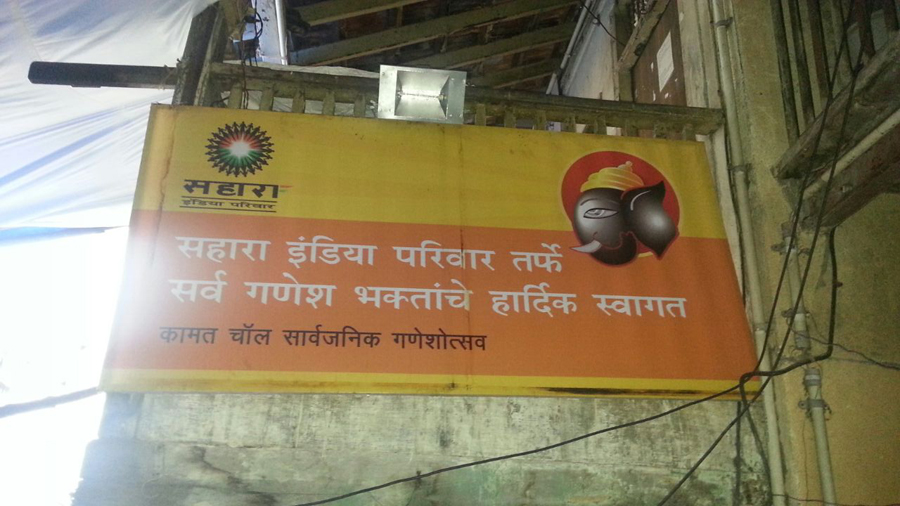 सहारा
इंडिया परिवार
सहारा इंडिया परिवार तर्फे
सर्व गणेश भक्तांचे हार्दिक स्वागत
कामत चॉल सार्वजनिक गणेशोत्सव